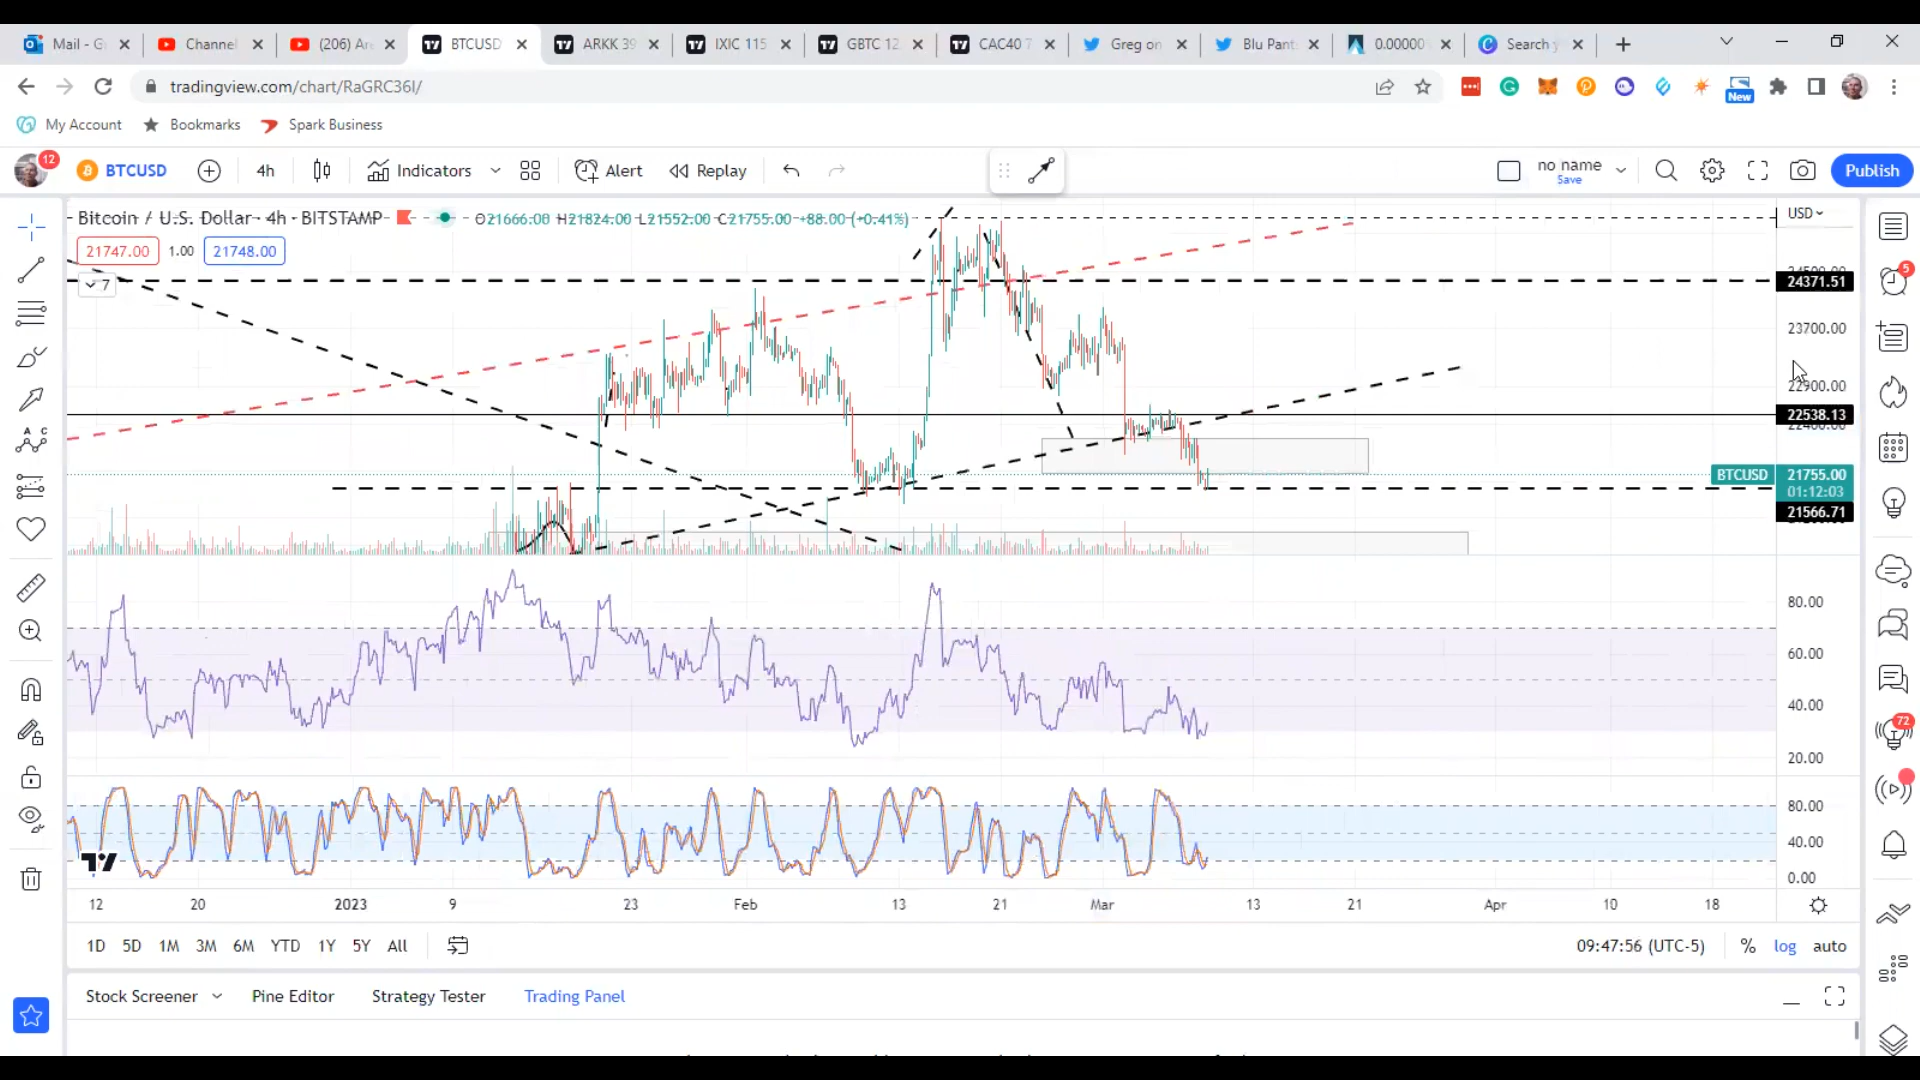 Mail - G
Channel
(206) Ar
BTCUSD
ARKK 39
IXIC 115
GBTC 12
CAC40 7
Greg on
Blu Pant
0.00000
Search y
tradingview.com/chart/RaGRC36I/
New
My Account
Bookmarks
Spark Business
12
BTCUSD
4h
Indicators
Alert
Replay
no name
Save
Publish
Bitcoin / U.S. Dollar · 4h · BITSTAMP
O21666.00 H21824.00 L21552.00 C21755.00 +88.00 (+0.41%)
USD
21747.00
1.00
21748.00
7
24371.51
5
23700.00
22900.00
22538.13
BTCUSD
21755.00
01:12:03
21566.71
80.00
60.00
40.00
20.00
72
80.00
40.00
0.00
12
20
2023
9
23
Feb
13
21
Mar
13
21
Apr
10
18
1D
5D
1M
3M
6M
YTD
1Y
5Y
All
09:47:56 (UTC-5)
%
log
auto
Stock Screener
Pine Editor
Strategy Tester
Trading Panel